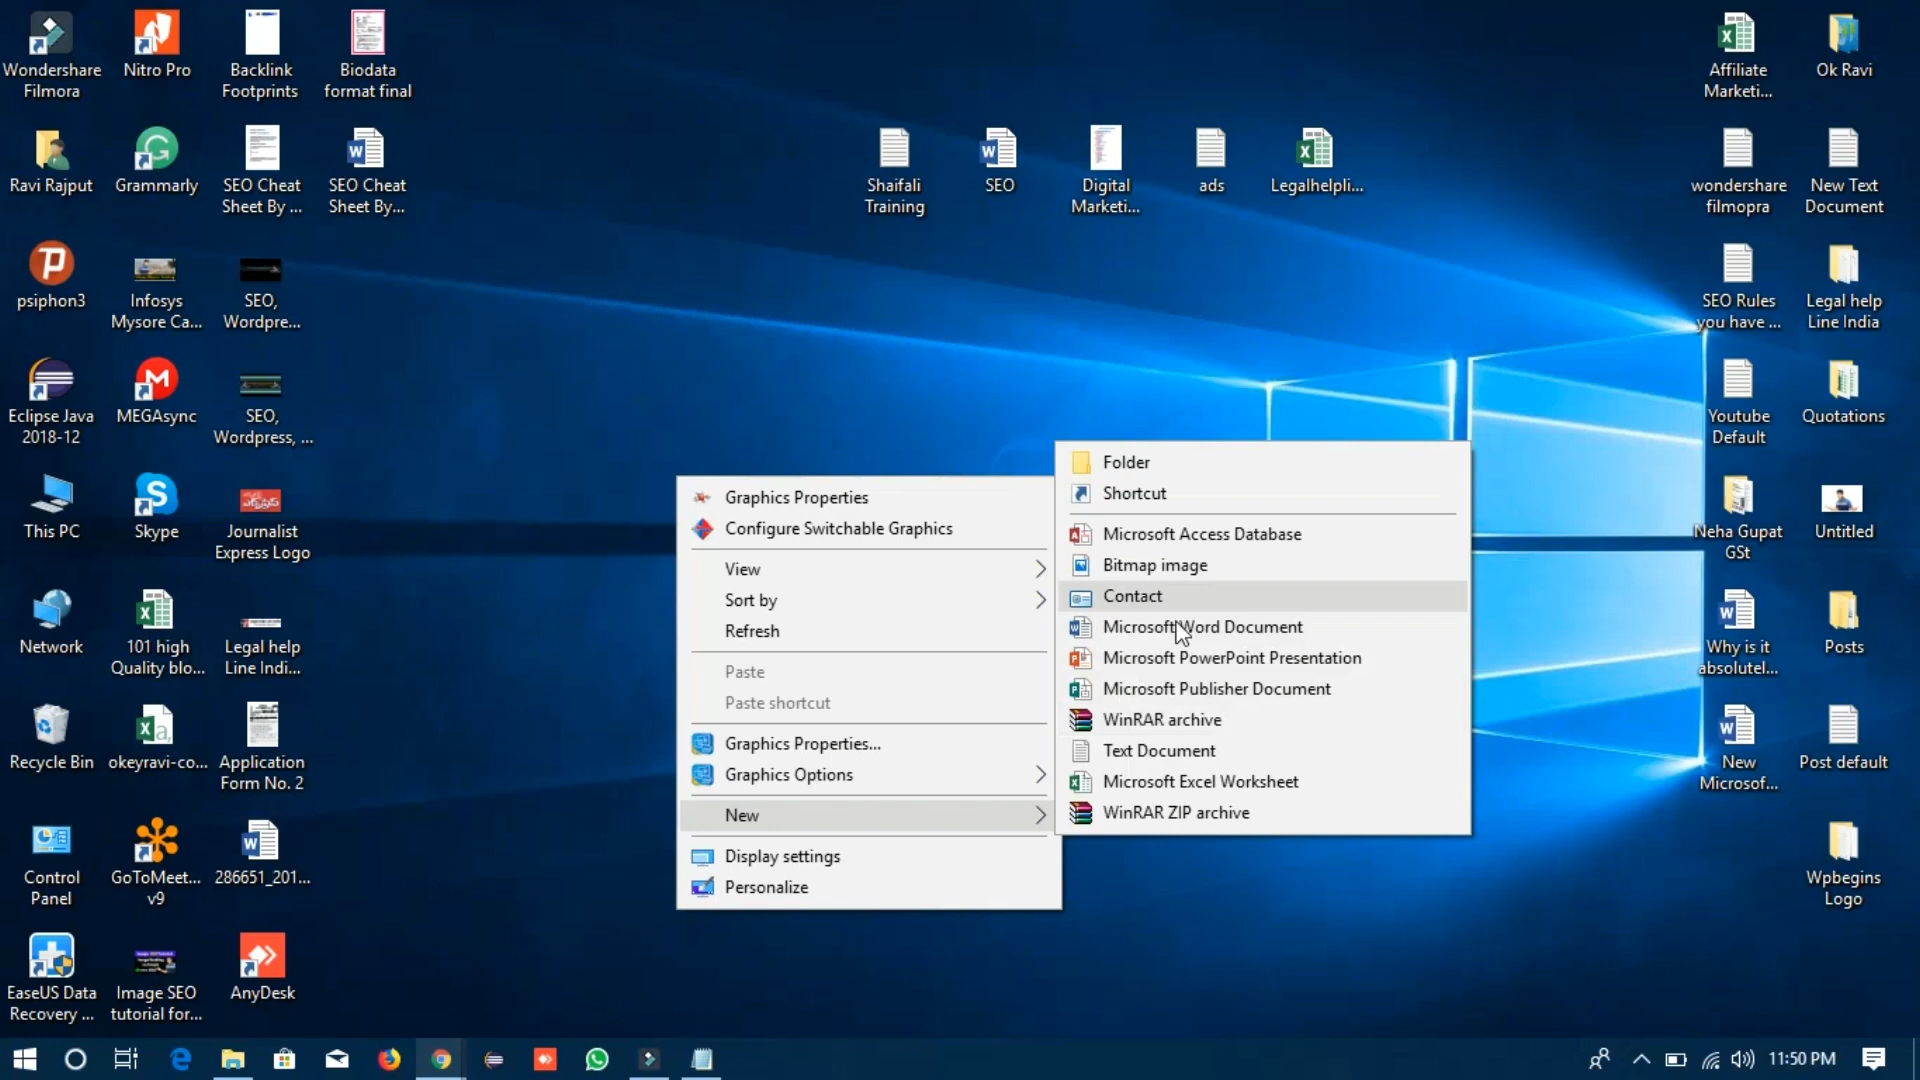 Wondershare
Filmora
Nitro Pro
Backlink
Footprints
Biodata
format final
Affiliate
Marketi...
Ok Ravi
Ravi Rajput
Grammarly
SEO Cheat
Sheet By ...
SEO Cheat
Sheet By...
Shaifali
Training
SEO
Digital
Marketi...
ads
Legalhelpli...
wondershare
filmopra
New Text
Document
psiphon3
Infosys
Mysore Ca...
SEO,
Wordpre...
SEO Rules
you have ...
Legal help
Line India
Eclipse Java
2018-12
MEGAsync
SEO,
Wordpress, ...
Youtube
Default
Quotations
This PC
Skype
Journalist
Express Logo
Neha Gupat
GSt
Untitled
Network
101 high
Quality blo...
Legal help
Line Indi...
Why is it
absolutel...
Posts
Recycle Bin
okeyravi-co...
Application
Form No. 2
New
Microsof...
Post default
Control
Panel
GoToMeet...
v9
286651_201...
Wpbegins
Logo
EaseUS Data
Recovery ...
Image SEO
tutorial for...
AnyDesk
Graphics Properties
Configure Switchable Graphics
View
Sort by
Refresh
Paste
Paste shortcut
Graphics Properties...
Graphics Options
New
Display settings
Personalize
Folder
Shortcut
Microsoft Access Database
Bitmap image
Contact
Microsoft Word Document
Microsoft PowerPoint Presentation
Microsoft Publisher Document
WinRAR archive
Text Document
Microsoft Excel Worksheet
WinRAR ZIP archive
11:50 PM